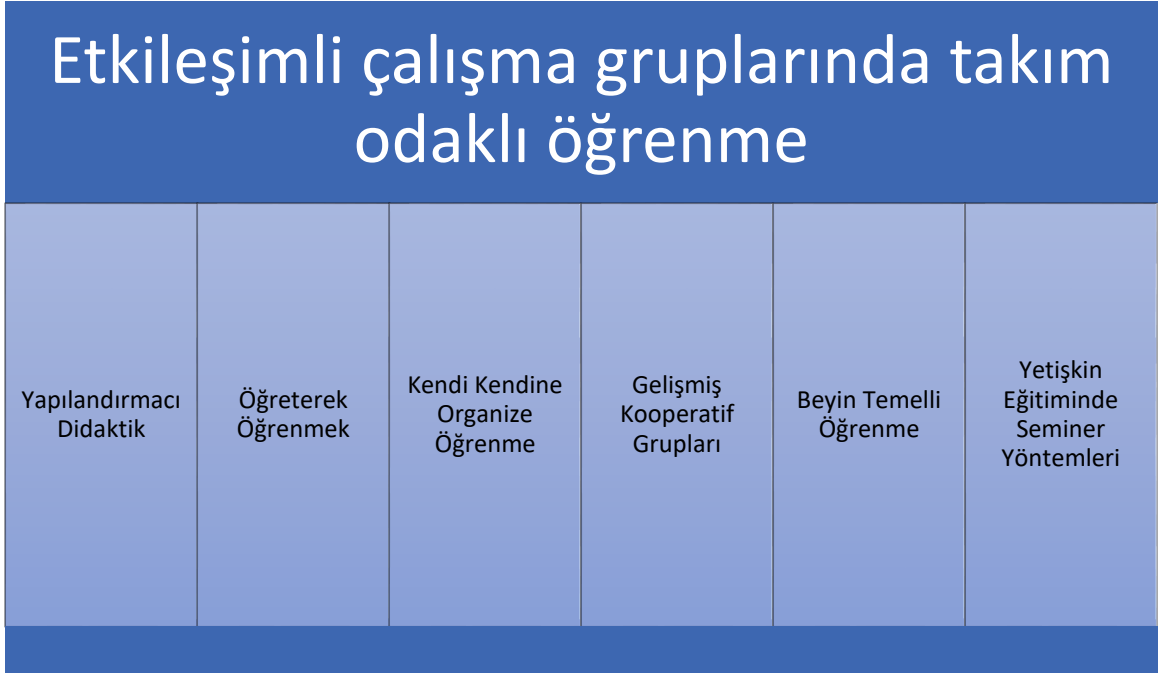 Etkileşimli çalışma gruplarında takım
odaklı öğrenme
Yapılandırmacı
Didaktik
Öğreterek
Öğrenmek
Kendi Kendine
Organize
Öğrenme
Gelişmiş
Kooperatif
Grupları
Beyin Temelli
Öğrenme
Yetişkin
Eğitiminde
Seminer
Yöntemleri